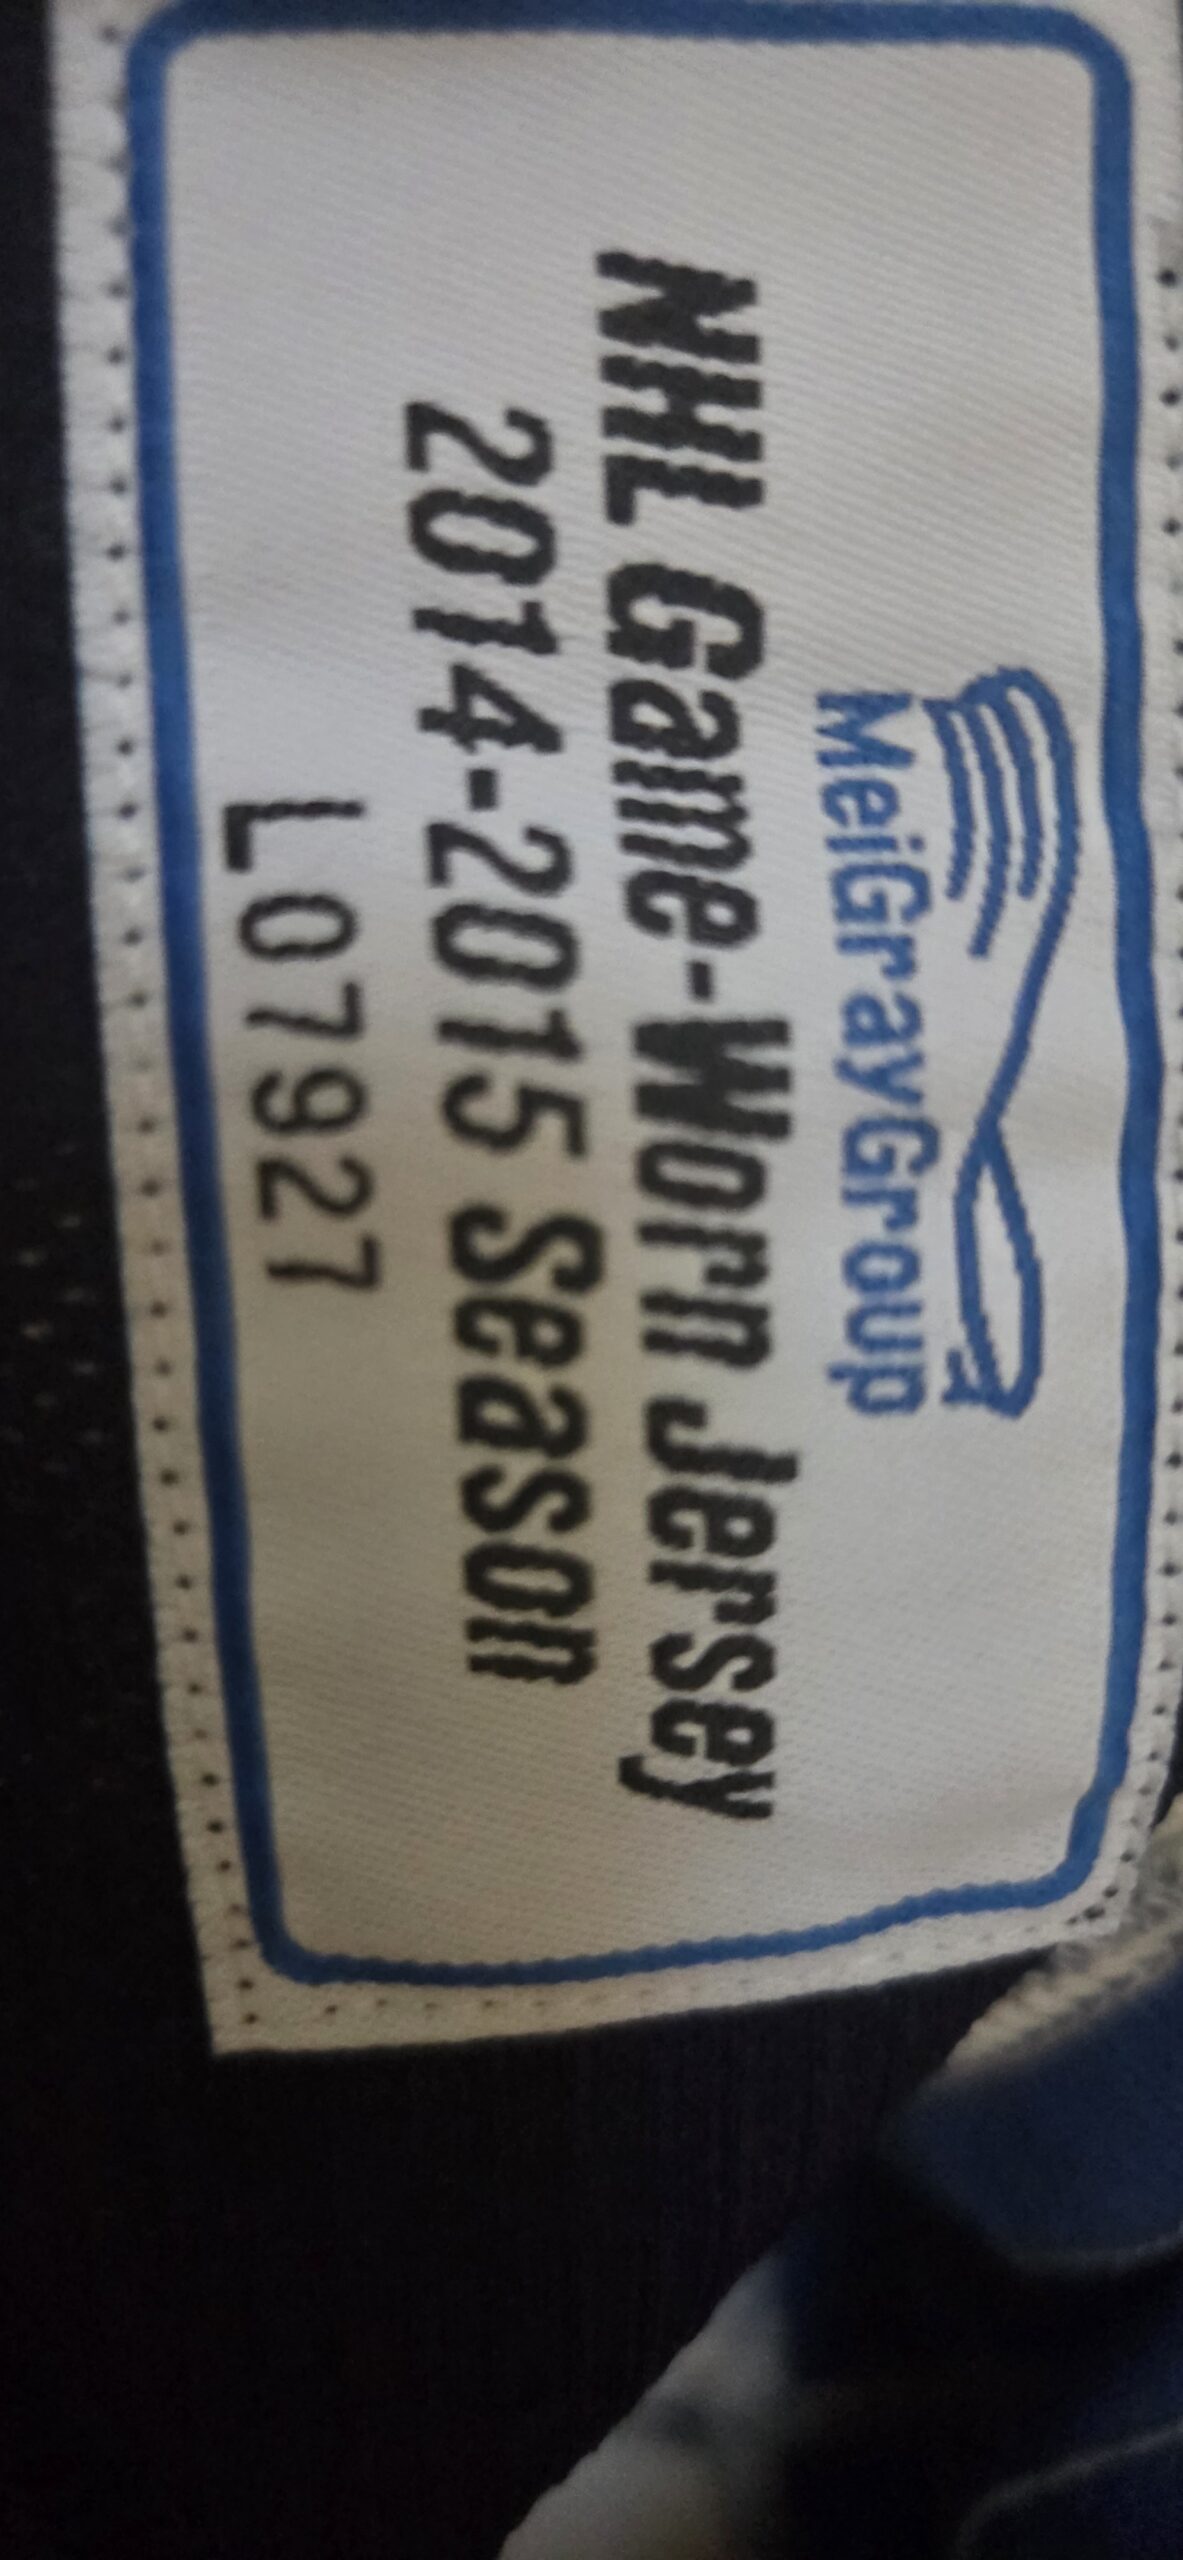 MeiGrayGroup
NHL Game-Worn Jersey
2014-2015 Season
L07927